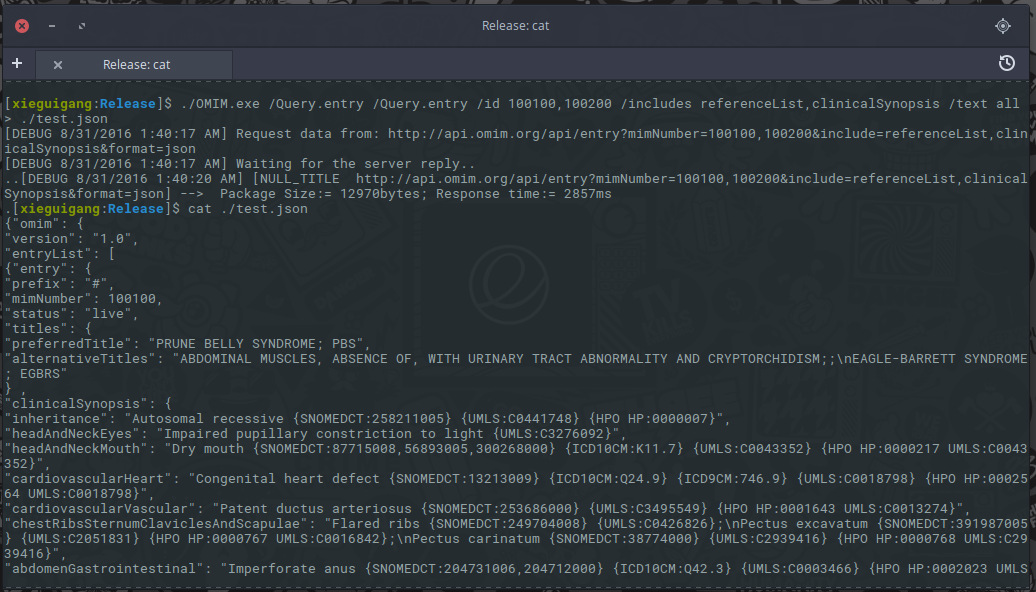 Release: cat
+ × Release: cat
[xieguigang:Release]$ ./OMIM.exe /Query.entry /Query.entry /id 100100,100200 /includes referenceList,clinicalSynopsis /text all
> ./test.json
[DEBUG 8/31/2016 1:40:17 AM] Request data from: http://api.omim.org/api/entry?mimNumber=100100,100200&include=referenceList,clin
icalSynopsis&format=json
[DEBUG 8/31/2016 1:40:17 AM] Waiting for the server reply..
..[DEBUG 8/31/2016 1:40:20 AM] [NULL_TITLE  http://api.omim.org/api/entry?mimNumber=100100,100200&include=referenceList,clinical
Synopsis&format=json] -->  Package Size:= 12970bytes; Response time:= 2857ms
.[xieguigang:Release]$ cat ./test.json
{"omim": {
"version": "1.0",
"entryList": [
{"entry": {
"prefix": "#",
"mimNumber": 100100,
"status": "live",
"titles": {
"preferredTitle": "PRUNE BELLY SYNDROME; PBS",
"alternativeTitles": "ABDOMINAL MUSCLES, ABSENCE OF, WITH URINARY TRACT ABNORMALITY AND CRYPTORCHIDISM;;\nEAGLE-BARRETT SYNDROME
; EGBRS"
} ,
"clinicalSynopsis": {
"inheritance": "Autosomal recessive {SNOMEDCT:258211005} {UMLS:C0441748} {HPO HP:0000007}",
"headAndNeckEyes": "Impaired pupillary constriction to light {UMLS:C3276092}",
"headAndNeckMouth": "Dry mouth {SNOMEDCT:87715008,56893005,300268000} {ICD10CM:K11.7} {UMLS:C0043352} {HPO HP:0000217 UMLS:C0043
352}",
"cardiovascularHeart": "Congenital heart defect {SNOMEDCT:13213009} {ICD10CM:Q24.9} {ICD9CM:746.9} {UMLS:C0018798} {HPO HP:00025
64 UMLS:C0018798}",
"cardiovascularVascular": "Patent ductus arteriosus {SNOMEDCT:253686000} {UMLS:C3495549} {HPO HP:0001643 UMLS:C0013274}",
"chestRibsSternumClaviclesAndScapulae": "Flared ribs {SNOMEDCT:249704008} {UMLS:C0426826};\nPectus excavatum {SNOMEDCT:391987005
} {UMLS:C2051831} {HPO HP:0000767 UMLS:C0016842};\nPectus carinatum {SNOMEDCT:38774000} {UMLS:C2939416} {HPO HP:0000768 UMLS:C29
39416}",
"abdomenGastrointestinal": "Imperforate anus {SNOMEDCT:204731006,204712000} {ICD10CM:Q42.3} {UMLS:C0003466} {HPO HP:0002023 UMLS